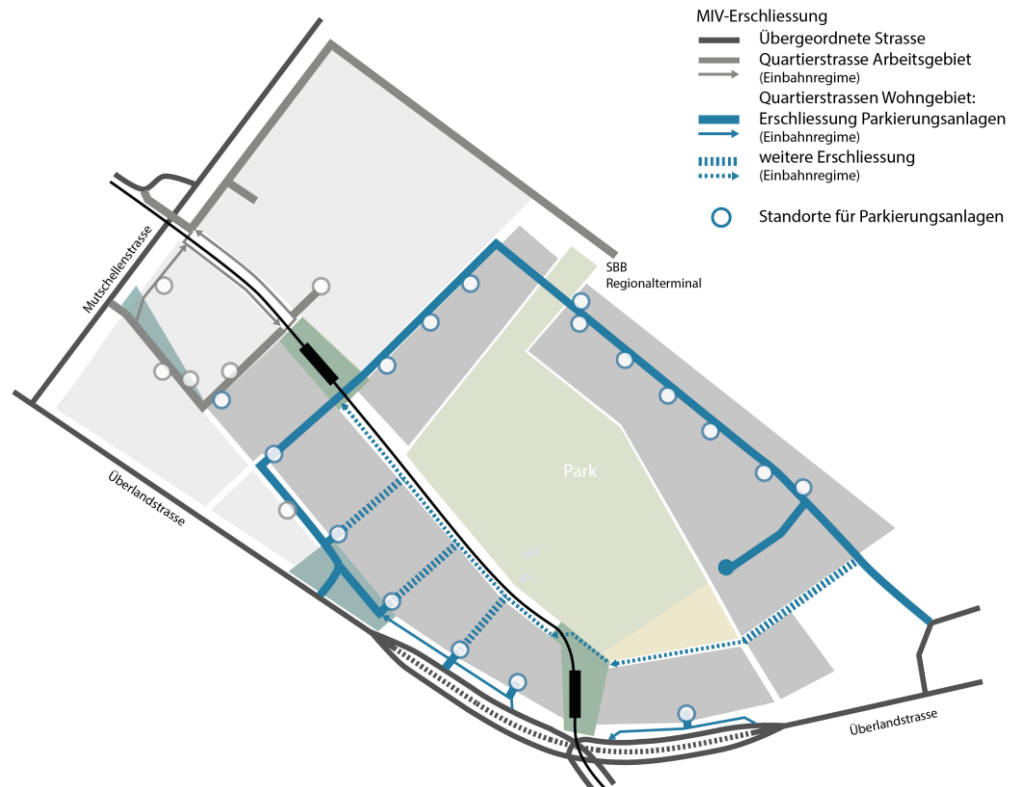 MIV-Erschliessung
Übergeordnete Strasse
Quartierstrasse Arbeitsgebiet
(Einbahnregime)
Quartierstrassen Wohngebiet:
Erschliessung Parkierungsanlagen
(Einbahnregime)
weitere Erschliessung
(Einbahnregime)
Standorte für Parkierungsanlagen
Mutschellenstrasse
SBB
Regionalterminal
Park
Überlandstrasse
Überlandstrasse